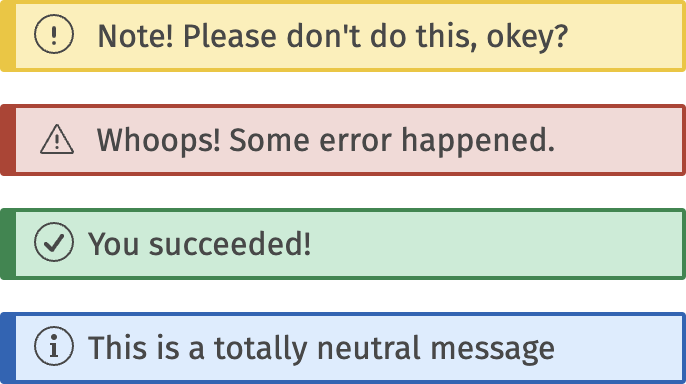 Note! Please don't do this, okey?
Whoops! Some error happened.
You succeeded!
This is a totally neutral message